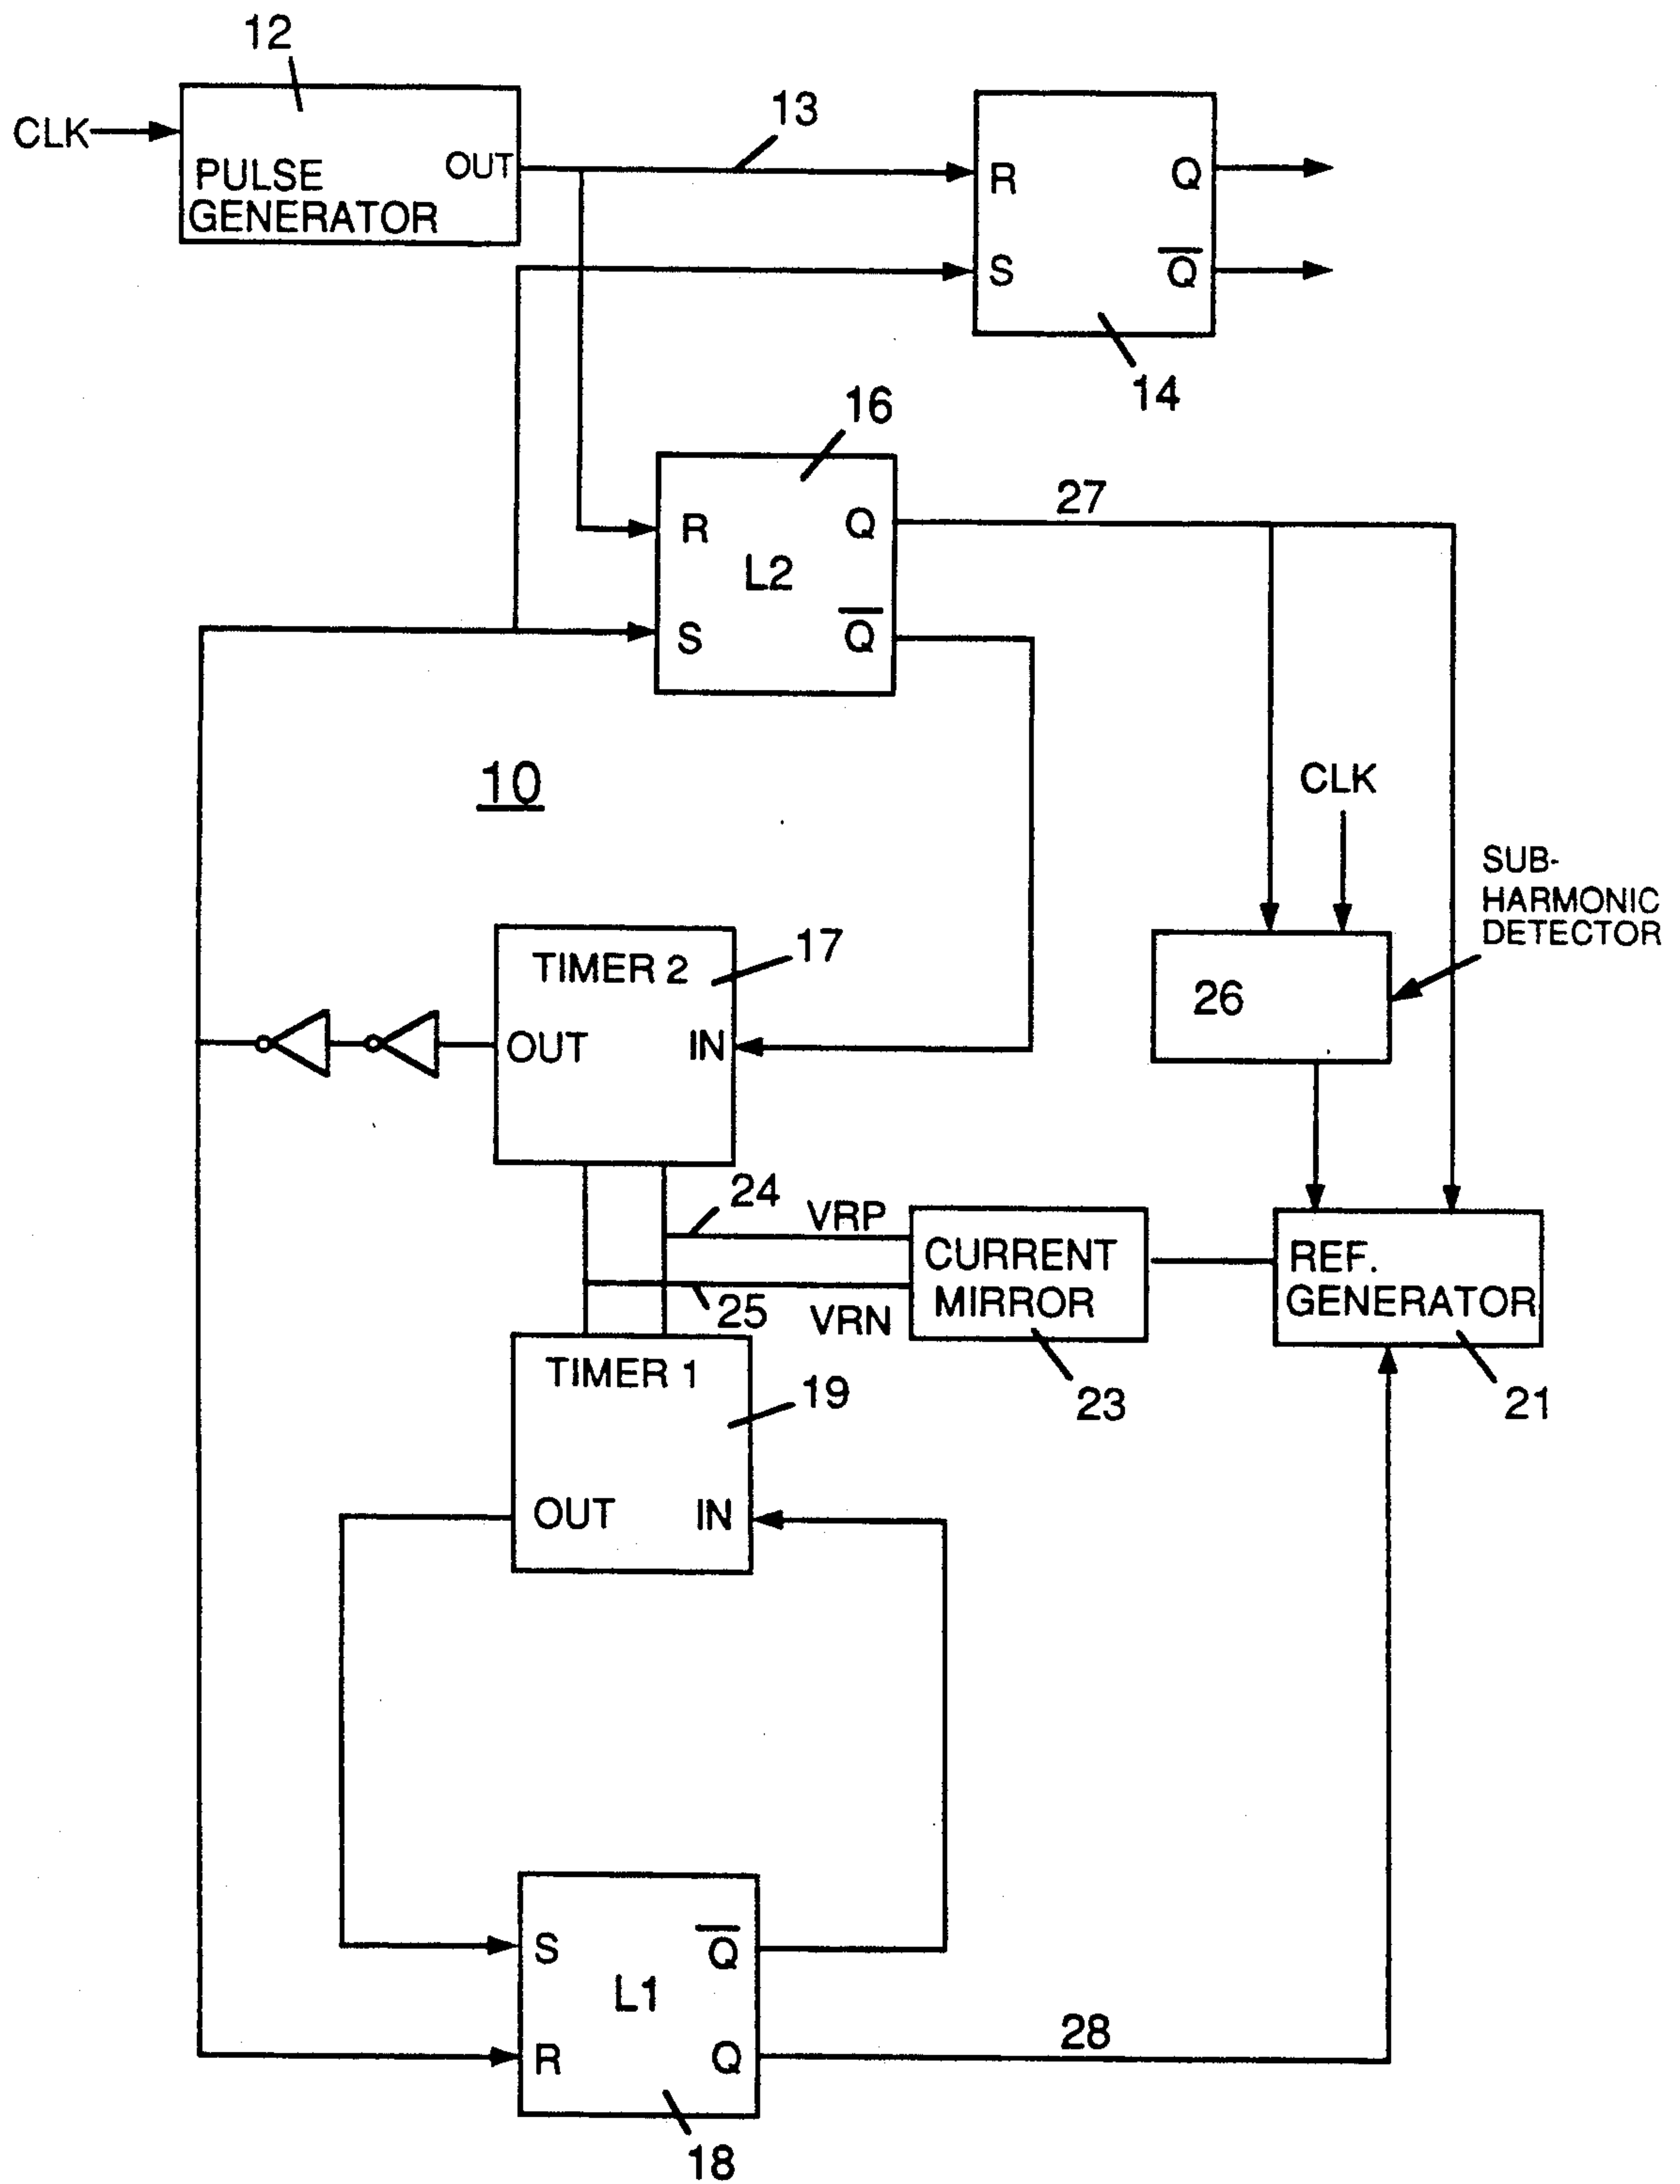 12
CLK
OUT
PULSE
GENERATOR
13
R
Q
S
Q̅
14
16
R
Q
L2
S
Q̅
27
10
CLK
SUB-
HARMONIC
DETECTOR
TIMER 2
17
OUT
IN
26
24
VRP
25
VRN
CURRENT
MIRROR
23
REF.
GENERATOR
21
TIMER 1
19
OUT
IN
S
Q̅
L1
R
Q
28
18